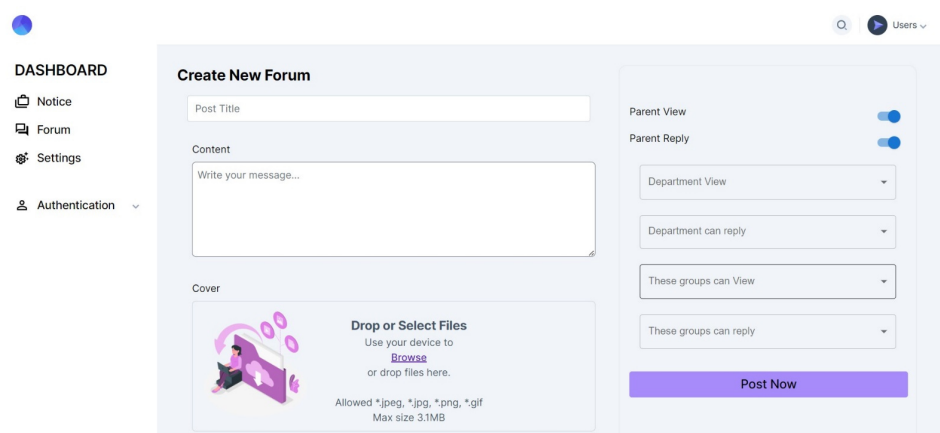 Users
DASHBOARD
Notice
Forum
Settings
Authentication
Create New Forum
Post Title
Content
Write your message...
Cover
Drop or Select Files
Use your device to
Browse
or drop files here.
Allowed *.jpeg, *.jpg, *.png, *.gif
Max size 3.1MB
Parent View
Parent Reply
Department View
Department can reply
These groups can View
These groups can reply
Post Now